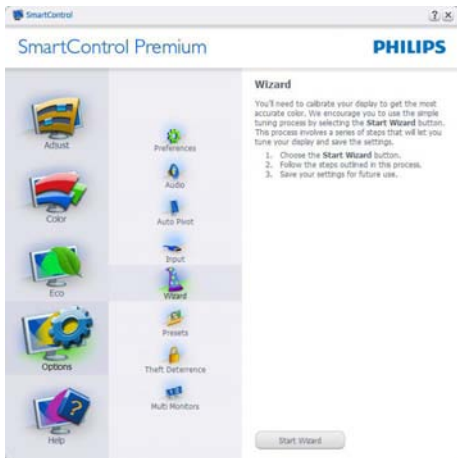 SmartControl
SmartControl Premium
PHILIPS
Adjust
Color
Eco
Options
Help
Preferences
Audio
Auto Pivot
Input
Wizard
Presets
Theft Deterrence
Multi Monitors
Wizard
You'll need to calibrate your display to get the most
accurate color. We encourage you to use the simple
tuning process by selecting the Start Wizard button.
This process involves a series of steps that will let you
tune your display and save the settings.
1. Choose the Start Wizard button.
2. Follow the steps outlined in the process.
3. Save your settings for future use.
Start Wizard